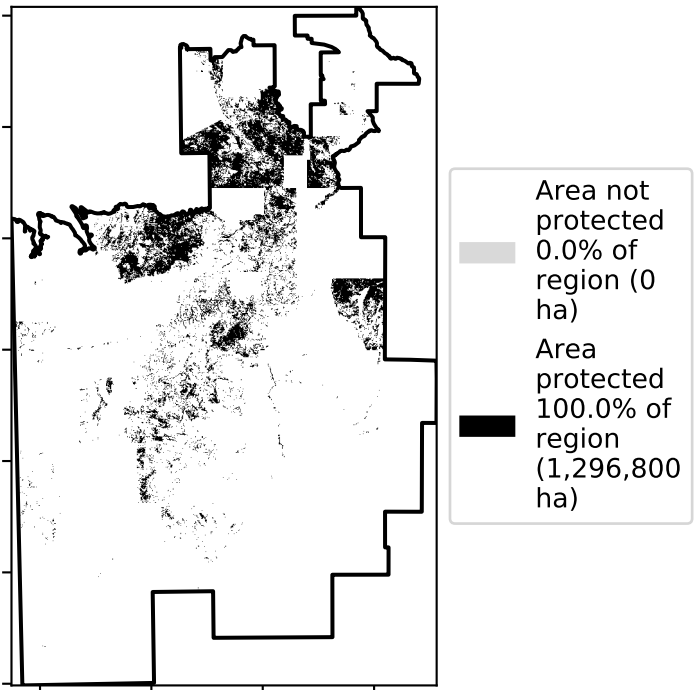 Area not
protected
0.0% of
region (0
ha)
Area
protected
100.0% of
region
(1,296,800
ha)